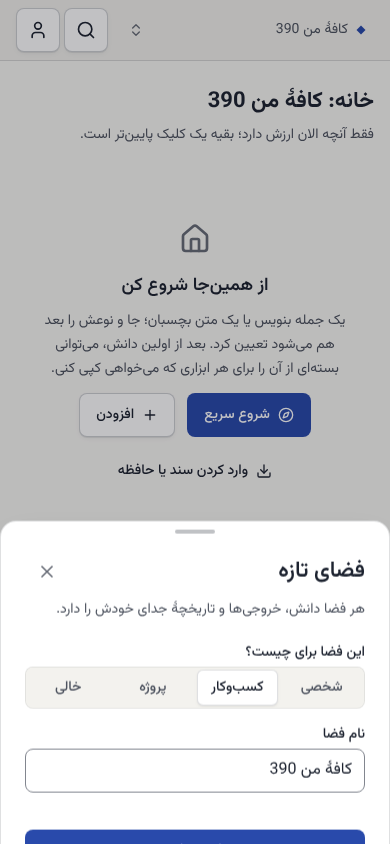 کافهٔ من 390
خانه: کافهٔ من 390
فقط آنچه الان ارزش دارد؛ بقیه یک کلیک پایین‌تر است.
از همین‌جا شروع کن
یک جمله بنویس یا یک متن بچسبان؛ جا و نوعش را بعد
هم می‌شود تعیین کرد. بعد از اولین دانش، می‌توانی
بسته‌ای از آن را برای هر ابزاری که می‌خواهی کپی کنی.
شروع سریع
افزودن
وارد کردن سند یا حافظه
فضای تازه
هر فضا دانش، خروجی‌ها و تاریخچهٔ جدای خودش را دارد.
این فضا برای چیست؟
شخصی کسب‌وکار پروژه خالی
نام فضا
کافهٔ من 390